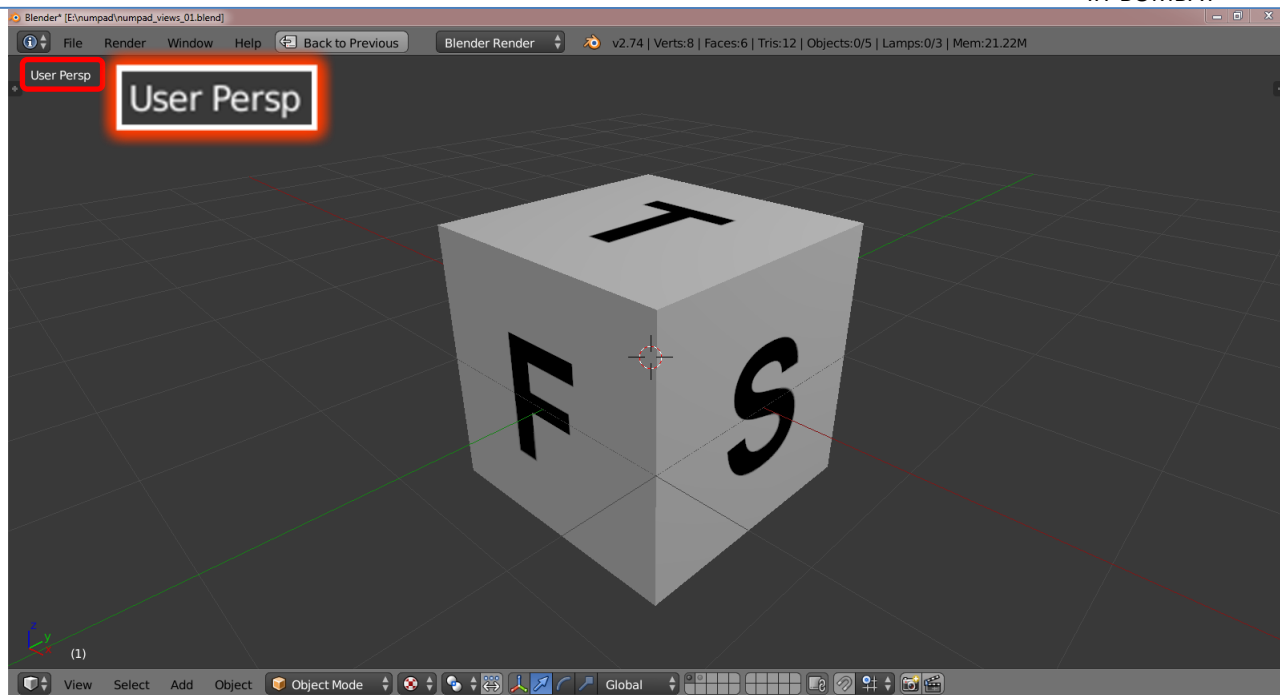 Blender* [E:\numpad\numpad_views_01.blend]
File Render Window Help Back to Previous Blender Render v2.74 | Verts:8 | Faces:6 | Tris:12 | Objects:0/5 | Lamps:0/3 | Mem:21.22M
User Persp
User Persp
T
F
S
z
y
x
(1)
View Select Add Object Object Mode Global